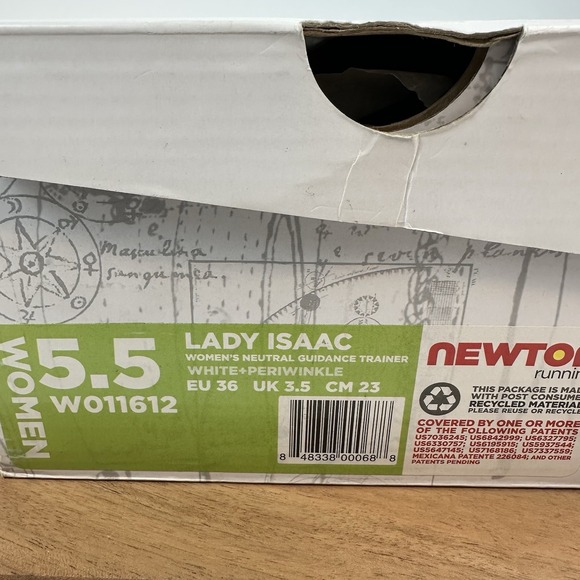 Masculina
Sanguinea.
e
e
WOMEN
5.5
W011612
LADY ISAAC
WOMEN'S NEUTRAL GUIDANCE TRAINER
WHITE+PERIWINKLE
EU 36 UK 3.5 CM 23
8 48338 00068 8
NEWTON
runnin
THIS PACKAGE IS MA
WITH POST CONSUME
RECYCLED MATERIAL
PLEASE REUSE OR RECYCL
COVERED BY ONE OR MORE
OF THE FOLLOWING PATENTS
US7036245; US6842999; US6327795;
US6330757; US6195915; US5937544;
US5647145; US7168186; US7337559;
MEXICANA PATENTE 226084; AND OTHER
PATENTS PENDING